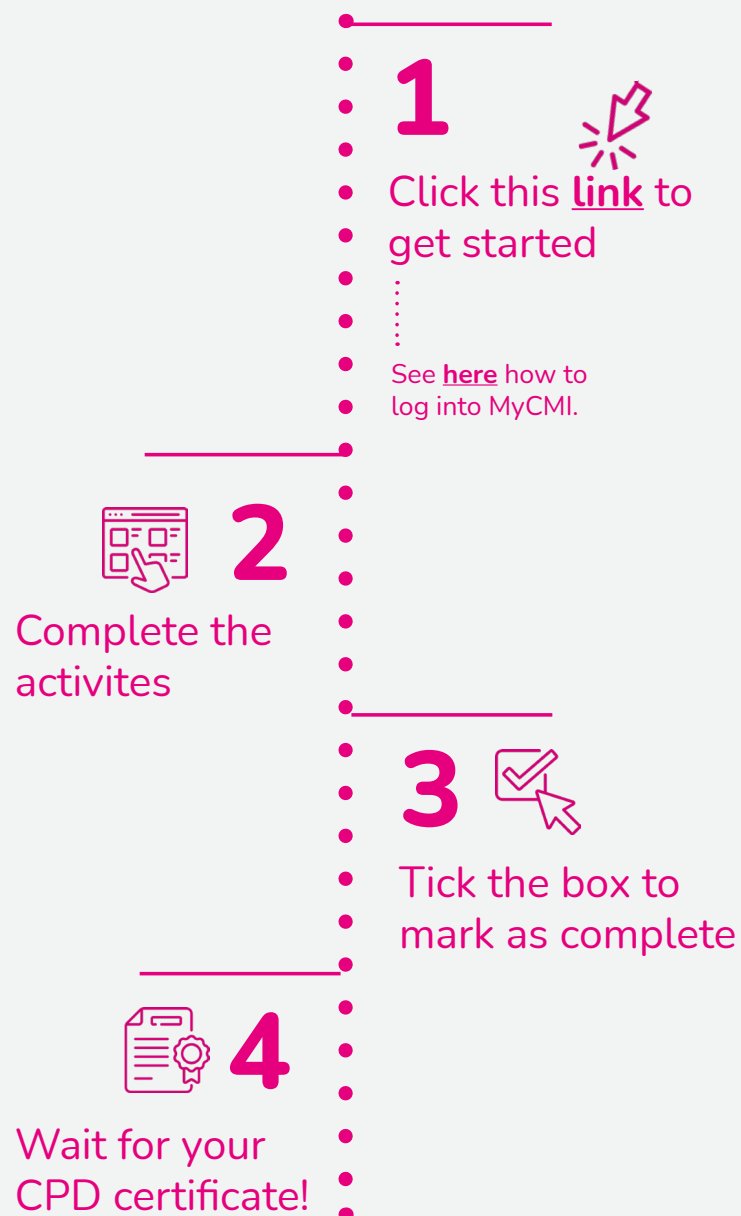 1
Click this link to
get started
See here how to
log into MyCMI.
2
Complete the
activites
3
Tick the box to
mark as complete
4
Wait for your
CPD certificate!